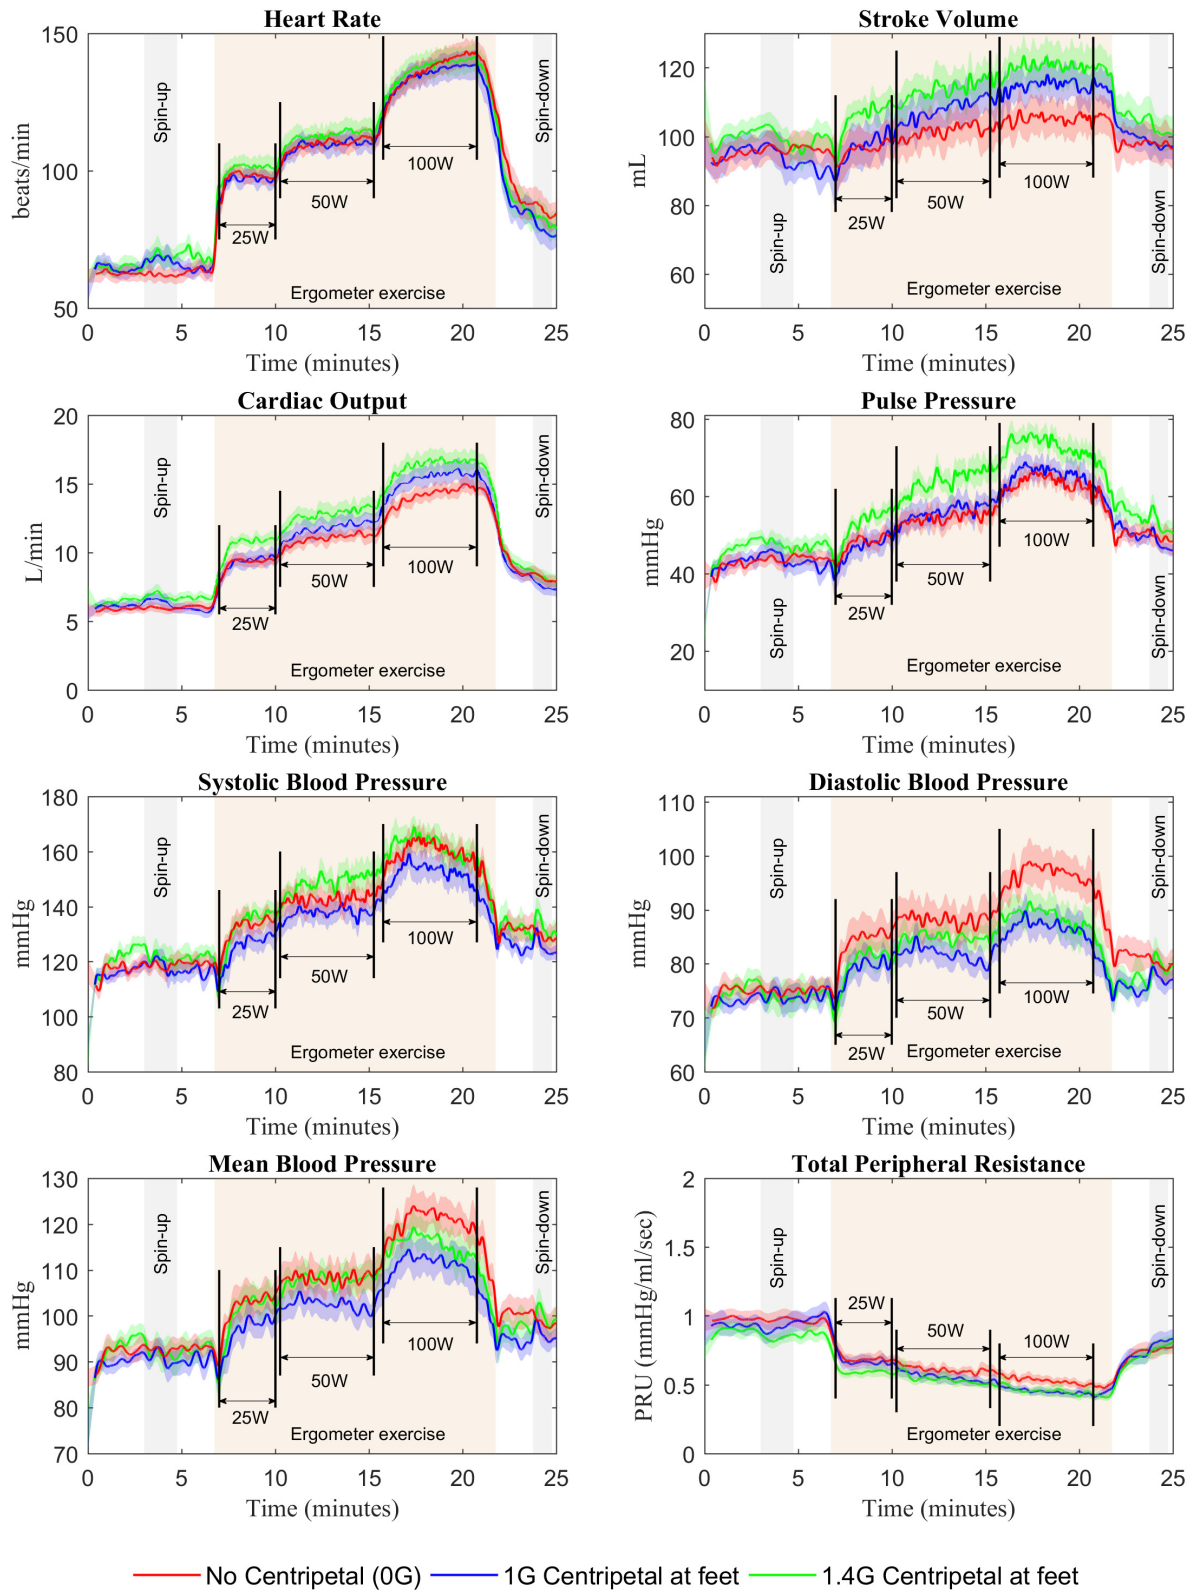 Heart Rate
150
100
50
beats/min
Spin-up
Spin-down
25W
50W
100W
Ergometer exercise
0 5 10 15 20 25
Time (minutes)
Stroke Volume
120
100
80
60
mL
Spin-up
Spin-down
25W
50W
100W
Ergometer exercise
0 5 10 15 20 25
Time (minutes)
Cardiac Output
20
15
10
5
0
L/min
Spin-up
Spin-down
25W
50W
100W
Ergometer exercise
0 5 10 15 20 25
Time (minutes)
Pulse Pressure
80
60
40
20
mmHg
Spin-up
Spin-down
25W
50W
100W
Ergometer exercise
0 5 10 15 20 25
Time (minutes)
Systolic Blood Pressure
180
160
140
120
100
80
mmHg
Spin-up
Spin-down
25W
50W
100W
Ergometer exercise
0 5 10 15 20 25
Time (minutes)
Diastolic Blood Pressure
110
100
90
80
70
60
mmHg
Spin-up
Spin-down
25W
50W
100W
Ergometer exercise
0 5 10 15 20 25
Time (minutes)
Mean Blood Pressure
130
120
110
100
90
80
70
mmHg
Spin-up
Spin-down
25W
50W
100W
Ergometer exercise
0 5 10 15 20 25
Time (minutes)
Total Peripheral Resistance
2
1.5
1
0.5
0
PRU (mmHg/ml/sec)
Spin-up
Spin-down
25W
50W
100W
Ergometer exercise
0 5 10 15 20 25
Time (minutes)
No Centripetal (0G) 1G Centripetal at feet 1.4G Centripetal at feet